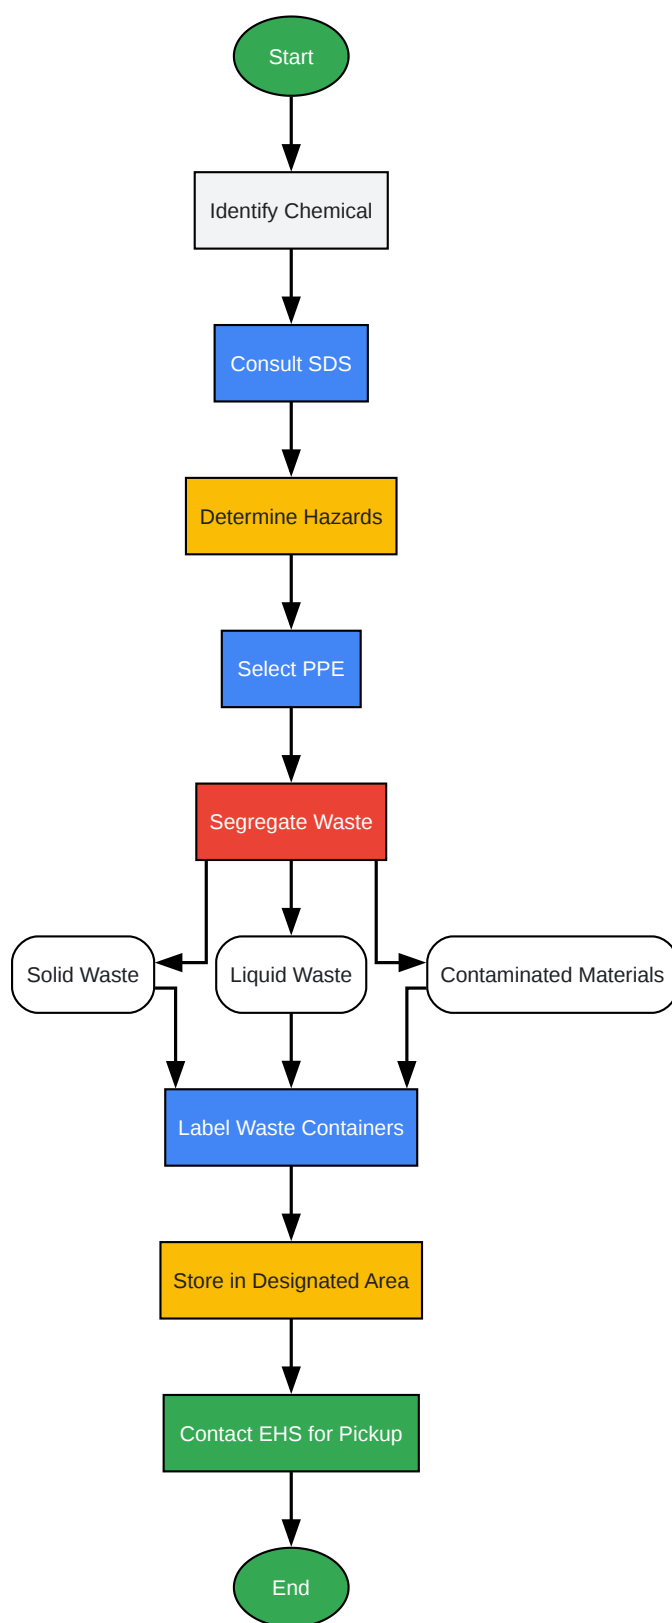 Start
Identify Chemical
Consult SDS
Determine Hazards
Select PPE
Segregate Waste
Solid Waste
Liquid Waste
Contaminated Materials
Label Waste Containers
Store in Designated Area
Contact EHS for Pickup
End